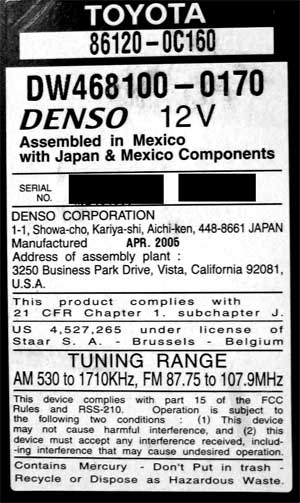 TOYOTA
86120-0C160
DW468100-0170
DENSO 12V
Assembled in Mexico
with Japan & Mexico Components
SERIAL
NO.
DENSO CORPORATION
1-1, Showa-cho, Kariya-shi, Aichi-ken, 448-8661 JAPAN
Manufactured APR. 2005
Address of assembly plant :
3250 Business Park Drive, Vista, California 92081,
U.S.A.
This product complies with
21 CFR Chapter 1. subchapter J.
US 4,527,265 under license of
Staar S. A. - Brussels - Belgium
TUNING RANGE
AM 530 to 1710KHz, FM 87.75 to 107.9MHz
This device complies with part 15 of the FCC
Rules and RSS-210. Operation is subject to
the following two conditions : (1) This device
may not cause harmful interference, and (2) this
device must accept any interference received, includ-
-ing interference that may cause undesired operation.
Contains Mercury - Don't Put in trash -
Recycle or Dispose as Hazardous Waste.